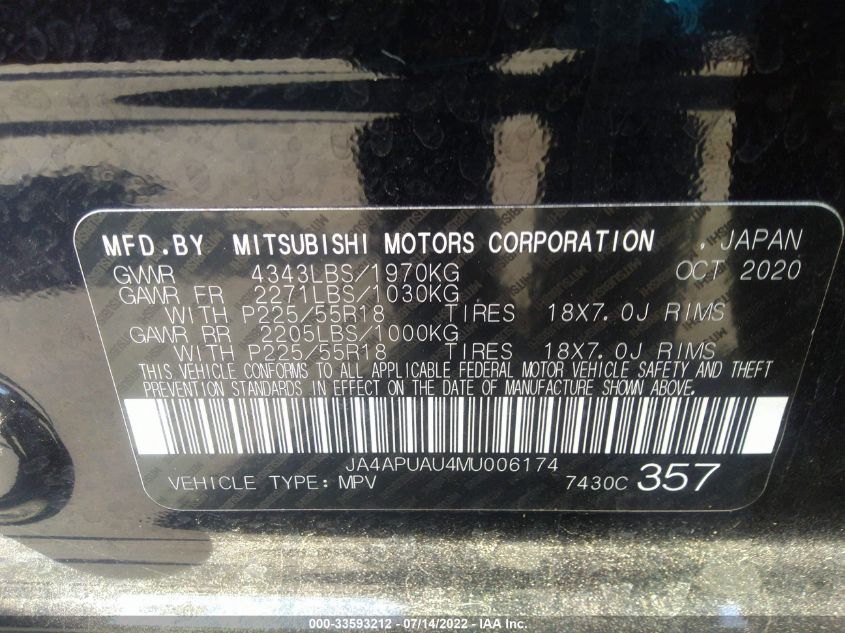 MFD.BY MITSUBISHI MOTORS CORPORATION , JAPAN
GVWR 4343LBS/1970KG OCT 2020
GAWR FR 2271LBS/1030KG
WITH P225/55R18 TIRES 18X7.0J RIMS
GAWR RR 2205LBS/1000KG
WITH P225/55R18 TIRES 18X7.0J RIMS
THIS VEHICLE CONFORMS TO ALL APPLICABLE FEDERAL MOTOR VEHICLE SAFETY AND THEFT
PREVENTION STANDARDS IN EFFECT ON THE DATE OF MANUFACTURE SHOWN ABOVE.
JA4APUAU4MU006174
VEHICLE TYPE: MPV 7430C 357
000-33593212 - 07/14/2022 - IAA Inc.